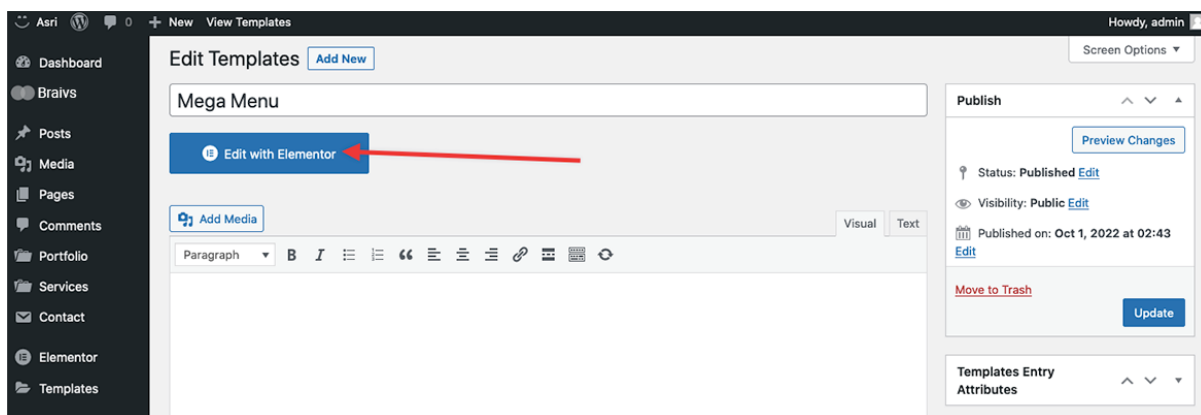 Asri 0 + New View Templates Howdy, admin
Dashboard
Braivs
Posts
Media
Pages
Comments
Portfolio
Services
Contact
Elementor
Templates
Edit Templates Add New
Screen Options ▼
Mega Menu
Edit with Elementor
Add Media
Visual Text
Paragraph ▼ B I
Publish
Preview Changes
Status: Published Edit
Visibility: Public Edit
Published on: Oct 1, 2022 at 02:43
Edit
Move to Trash
Update
Templates Entry
Attributes